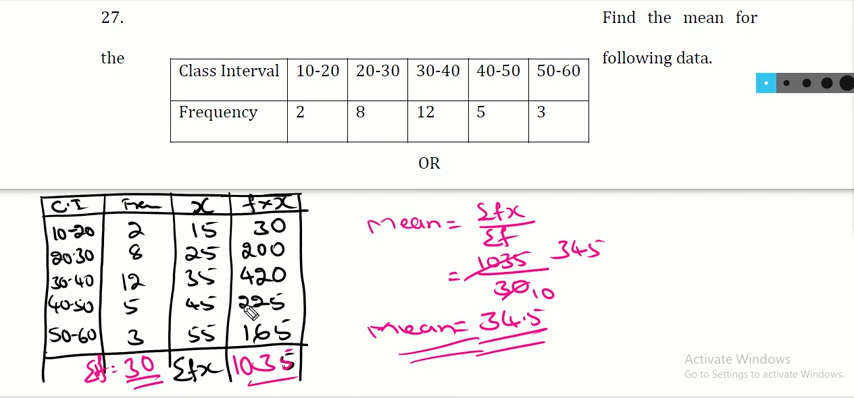 27. Find the mean for
the following data.
Class Interval 10-20 20-30 30-40 40-50 50-60
Frequency 2 8 12 5 3
OR
C.I Fre x f×x
10-20 2 15 30
20-30 8 25 200
30-40 12 35 420
40-50 5 45 225
50-60 3 55 165
Σf = 30 Σfx 1035
Mean = Σfx
Σf
= 1035 345
30 10
Mean = 34.5
Activate Windows
Go to Settings to activate Windows.